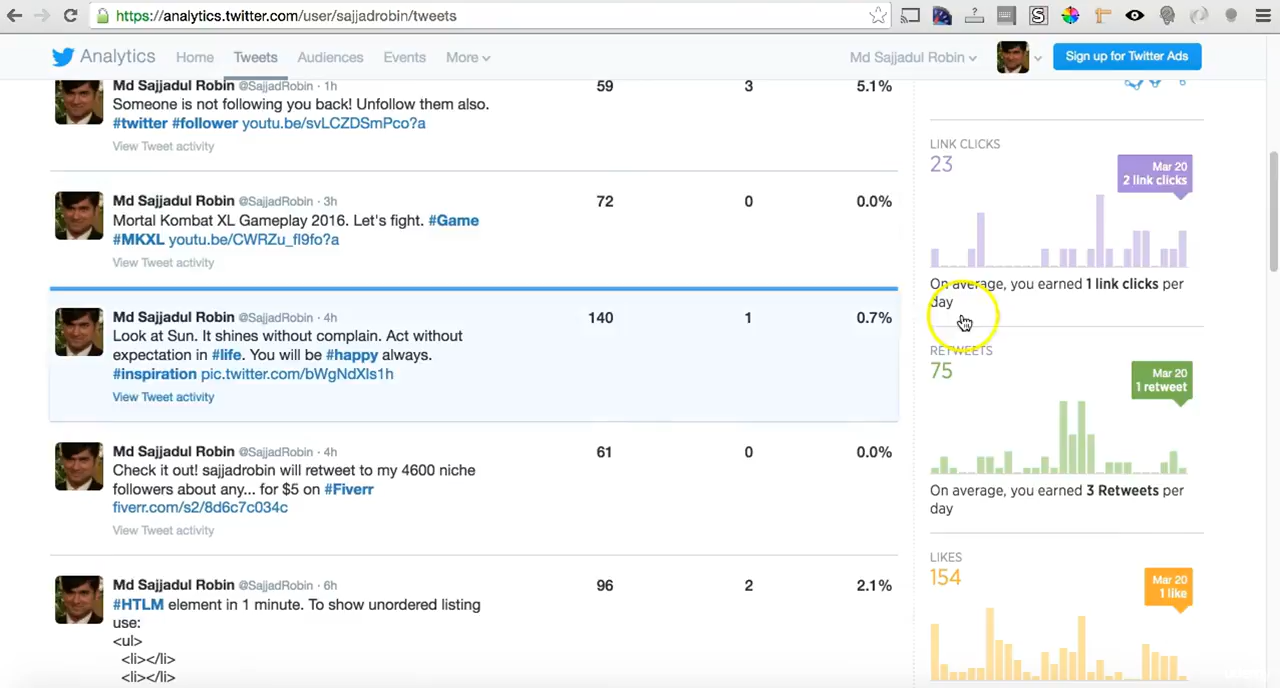 https://analytics.twitter.com/user/sajjadrobin/tweets
Analytics Home Tweets Audiences Events More Md Sajjadul Robin Sign up for Twitter Ads
Md Sajjadul Robin @SajjadRobin · 1h 59 3 5.1%
Someone is not following you back! Unfollow them also.
#twitter #follower youtu.be/svLCZDSmPco?a
View Tweet activity
Md Sajjadul Robin @SajjadRobin · 3h 72 0 0.0%
Mortal Kombat XL Gameplay 2016. Let's fight. #Game
#MKXL youtu.be/CWRZu_fI9fo?a
View Tweet activity
Md Sajjadul Robin @SajjadRobin · 4h 140 1 0.7%
Look at Sun. It shines without complain. Act without
expectation in #life. You will be #happy always.
#inspiration pic.twitter.com/bWgNdXIs1h
View Tweet activity
Md Sajjadul Robin @SajjadRobin · 4h 61 0 0.0%
Check it out! sajjadrobin will retweet to my 4600 niche
followers about any... for $5 on #Fiverr
fiverr.com/s2/8d6c7c034c
View Tweet activity
Md Sajjadul Robin @SajjadRobin · 6h 96 2 2.1%
#HTLM element in 1 minute. To show unordered listing
use:
<ul>
<li></li>
<li></li>
LINK CLICKS
23
Mar 20
2 link clicks
On average, you earned 1 link clicks per
day
RETWEETS
75
Mar 20
1 retweet
On average, you earned 3 Retweets per
day
LIKES
154
Mar 20
1 like